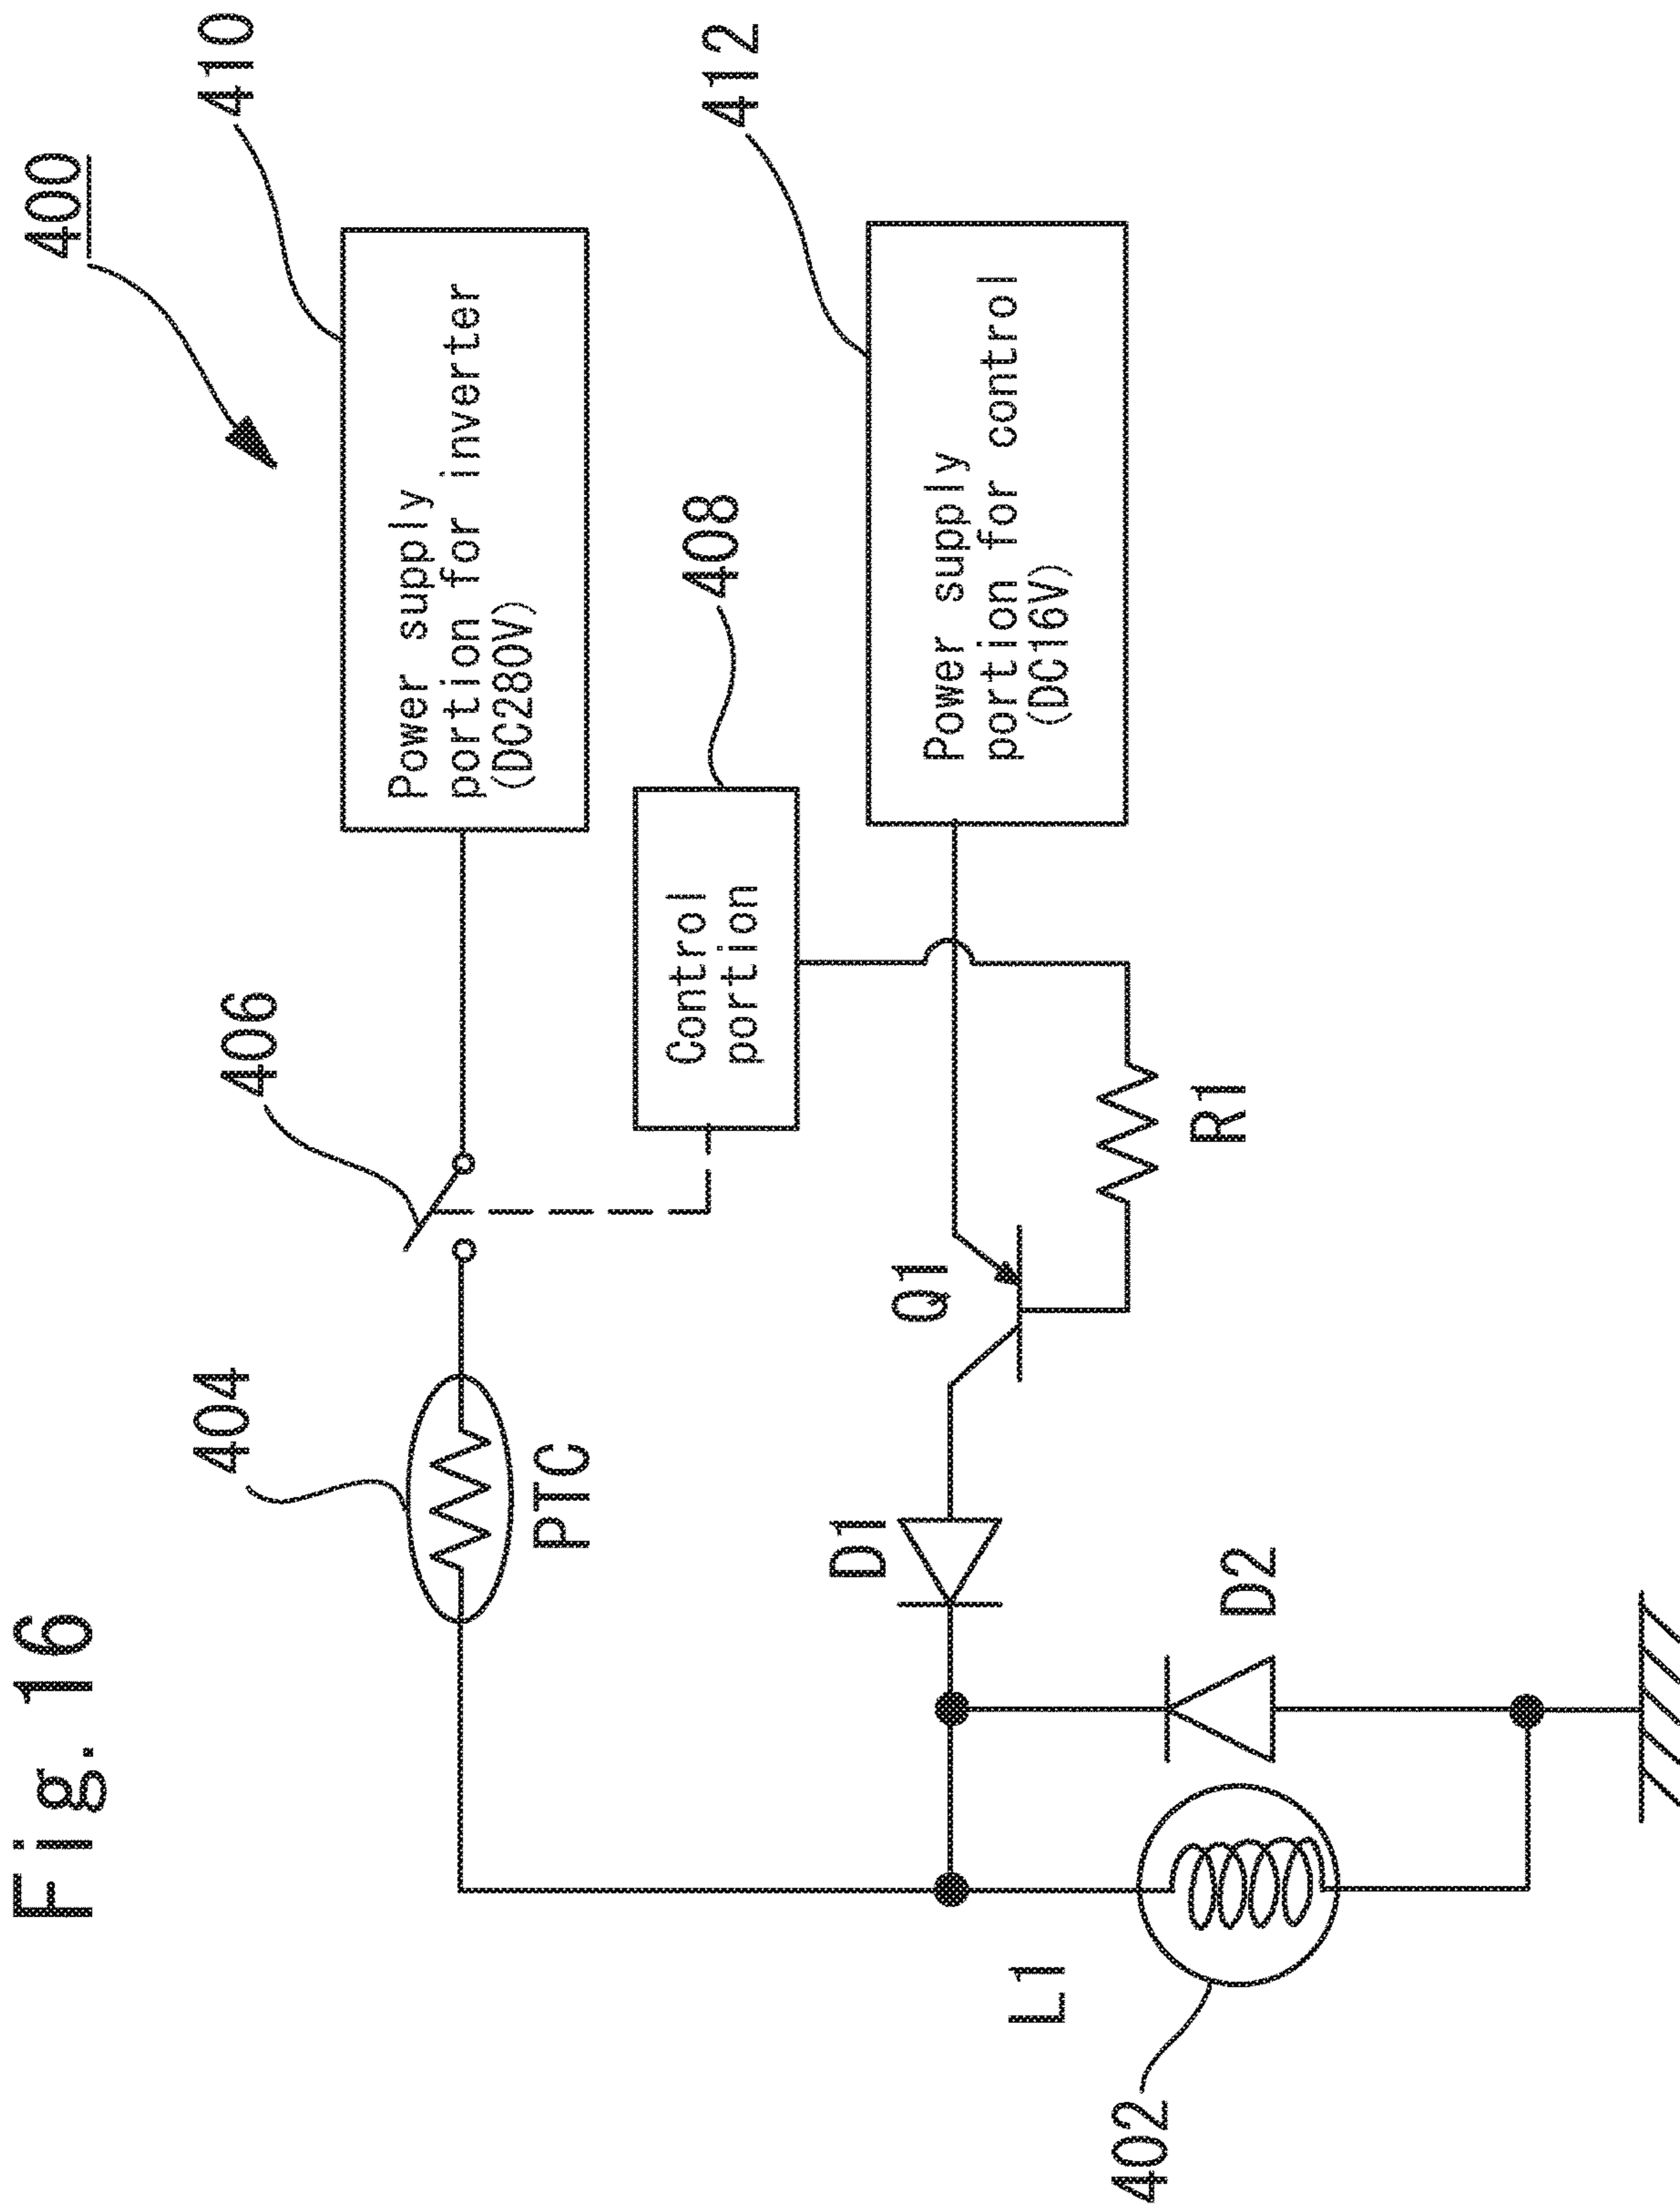 Fig. 16
400
410
Power supply
portion for inverter
(DC280V)
406
404
PTC
408
Control
portion
412
Power supply
portion for control
(DC16V)
Q1
R1
D1
D2
L1
402